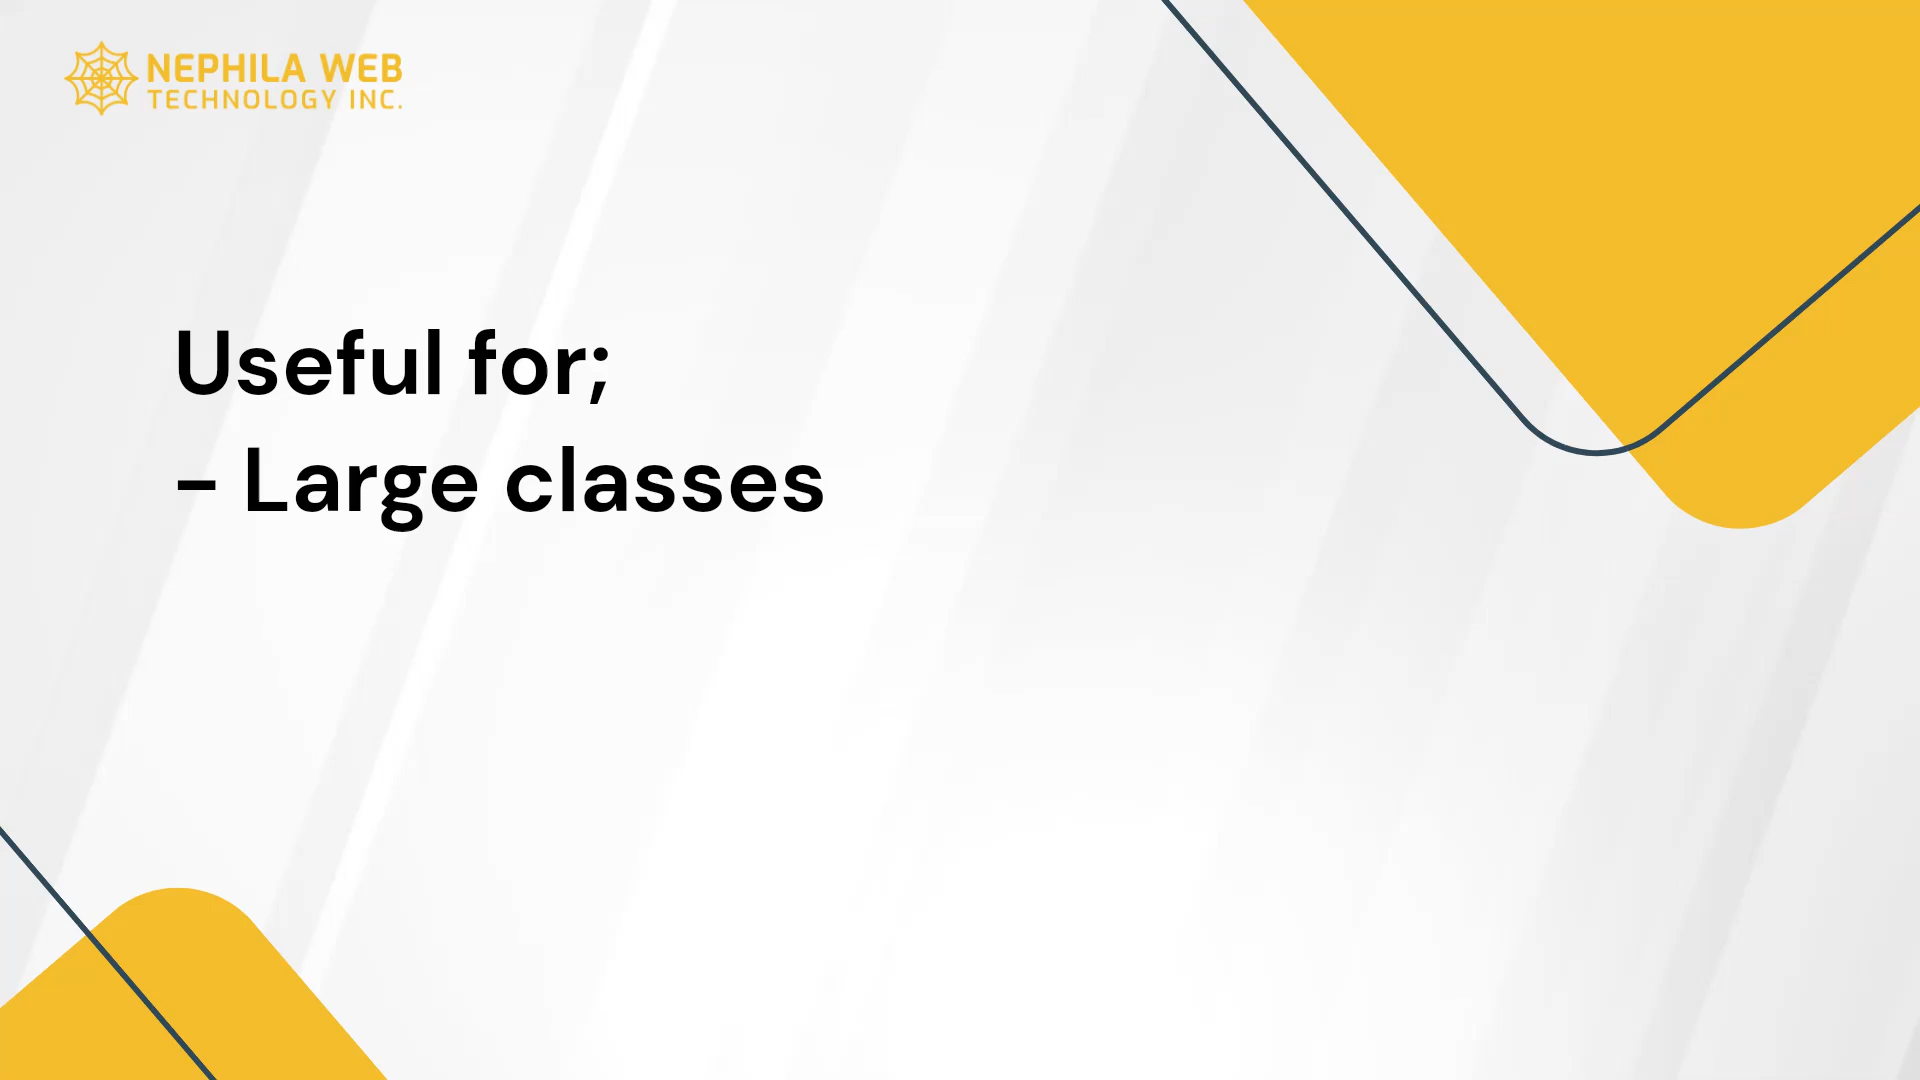 NEPHILA WEB
TECHNOLOGY INC.
Useful for;
- Large classes